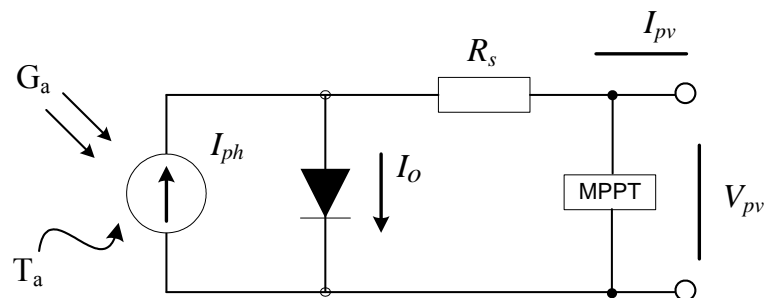 I_pv
R_s
G_a
I_ph
I_o
MPPT
V_pv
T_a